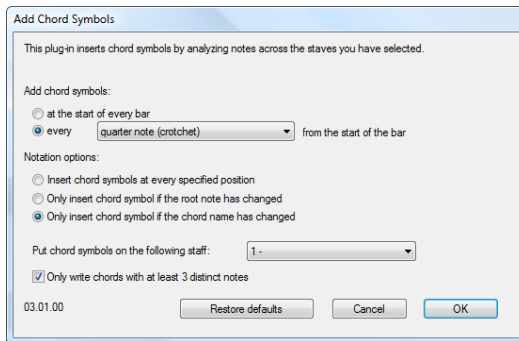 Add Chord Symbols
This plug-in inserts chord symbols by analyzing notes across the staves you have selected.
Add chord symbols:
at the start of every bar
every quarter note (crotchet) from the start of the bar
Notation options:
Insert chord symbols at every specified position
Only insert chord symbol if the root note has changed
Only insert chord symbol if the chord name has changed
Put chord symbols on the following staff: 1 -
Only write chords with at least 3 distinct notes
03.01.00 Restore defaults Cancel OK